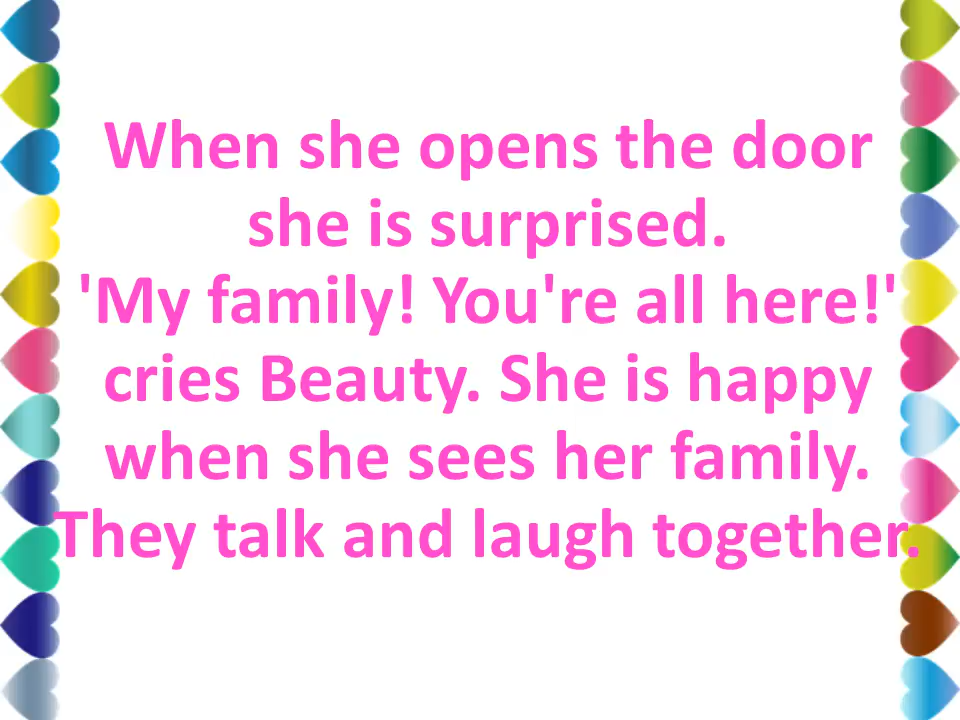 When she opens the door
she is surprised.
'My family! You're all here!'
cries Beauty. She is happy
when she sees her family.
They talk and laugh together.